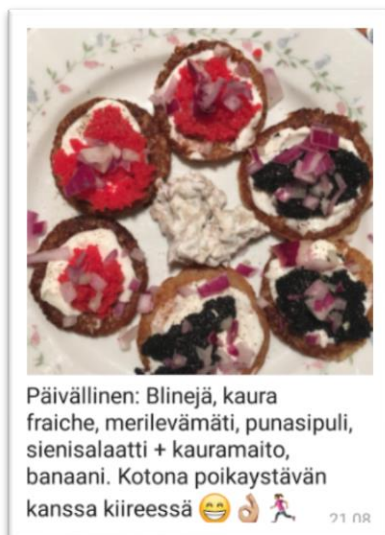 Päivällinen: Blinejä, kaura
fraiche, merilevämäti, punasipuli,
sienisalaatti + kauramaito,
banaani. Kotona poikaystävän
kanssa kiireessä 😁👌🏼🏃🏼‍♀️ 21.08